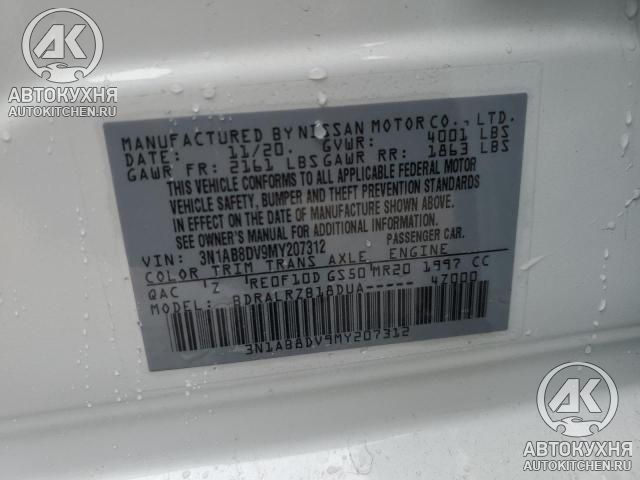 АК
АВТОКУХНЯ
AUTOKITCHEN.RU
MANUFACTURED BY NISSAN MOTOR CO., LTD.
DATE: 11/20. GVWR: 4001 LBS
GAWR FR: 2161 LBS GAWR RR: 1863 LBS
THIS VEHICLE CONFORMS TO ALL APPLICABLE FEDERAL MOTOR
VEHICLE SAFETY, BUMPER AND THEFT PREVENTION STANDARDS
IN EFFECT ON THE DATE OF MANUFACTURE SHOWN ABOVE.
SEE OWNER'S MANUAL FOR ADDITIONAL INFORMATION.
VIN: 3N1AB8DV9MY207312 PASSENGER CAR.
COLOR TRIM TRANS AXLE ENGINE
QAC Z RE0F10D GS50 MR20 1997 CC
MODEL: BDRALRZB18DUA----- 4Z000
3N1AB8DV9MY207312
АК
АВТОКУХНЯ
AUTOKITCHEN.RU